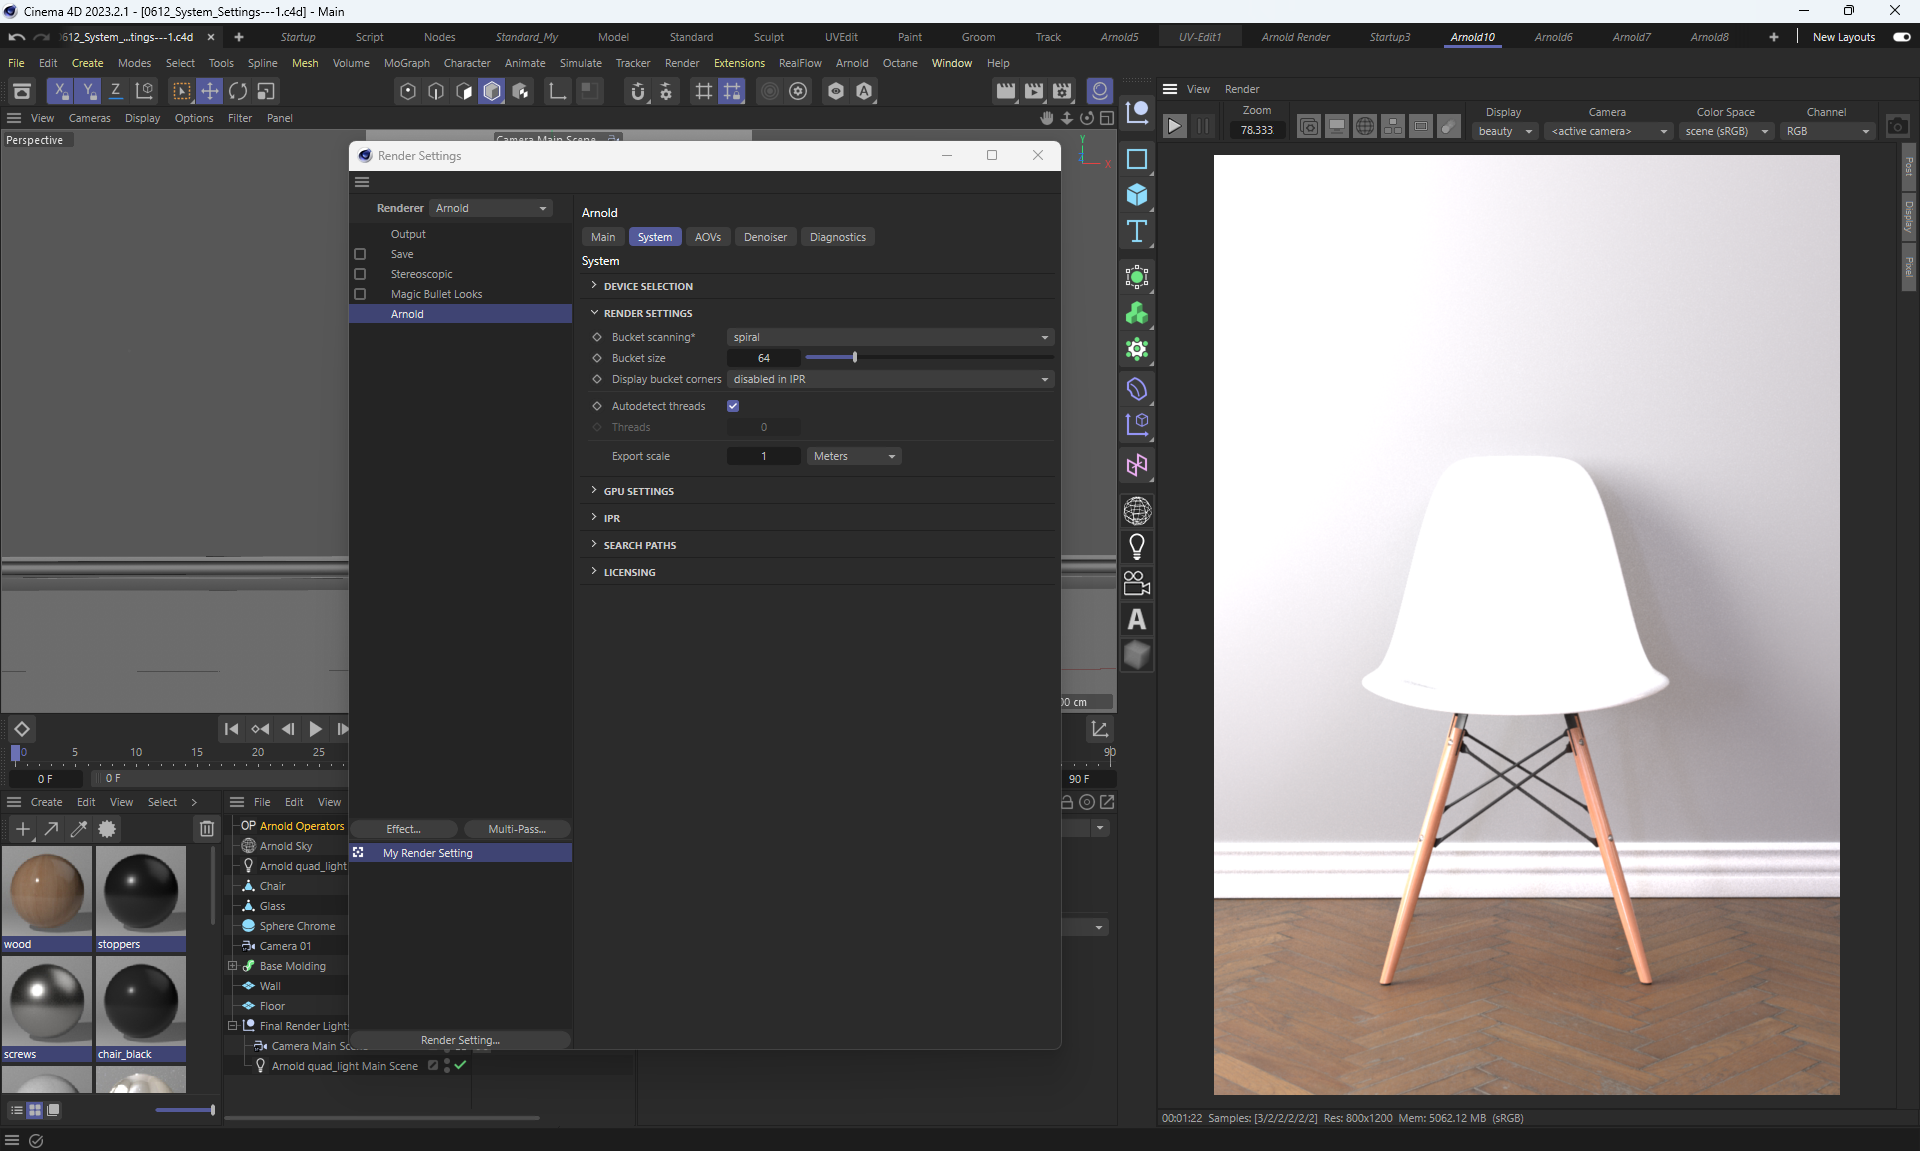 Cinema 4D 2023.2.1 - [0612_System_Settings---1.c4d] - Main
612_System_...tings---1.c4d
Startup
Script
Nodes
Standard_My
Model
Standard
Sculpt
UVEdit
Paint
Groom
Track
Arnold5
UV-Edit1
Arnold Render
Startup3
Arnold10
Arnold6
Arnold7
Arnold8
New Layouts
File Edit Create Modes Select Tools Spline Mesh Volume MoGraph Character Animate Simulate Tracker Render Extensions RealFlow Arnold Octane Window Help
View Cameras Display Options Filter Panel
Perspective
Camera Main Scene
Y
X
Render Settings
Renderer Arnold
Output
Save
Stereoscopic
Magic Bullet Looks
Arnold
Effect...
Multi-Pass...
My Render Setting
Render Setting...
Arnold
Main System AOVs Denoiser Diagnostics
System
DEVICE SELECTION
RENDER SETTINGS
Bucket scanning* spiral
Bucket size 64
Display bucket corners disabled in IPR
Autodetect threads
Threads 0
Export scale 1 Meters
GPU SETTINGS
IPR
SEARCH PATHS
LICENSING
View Render
Zoom
78.333
Display
beauty
Camera
<active camera>
Color Space
scene (sRGB)
Channel
RGB
Post
Display
Pixel
00 cm
0 5 10 15 20 25
90
0 F
0 F
90 F
Create Edit View Select >
File Edit View
wood
stoppers
screws
chair_black
OP Arnold Operators
Arnold Sky
Arnold quad_light
Chair
Glass
Sphere Chrome
Camera 01
Base Molding
Wall
Floor
Final Render Lights
Camera Main Sc
Arnold quad_light Main Scene
00:01:22 Samples: [3/2/2/2/2/2] Res: 800x1200 Mem: 5062.12 MB (sRGB)